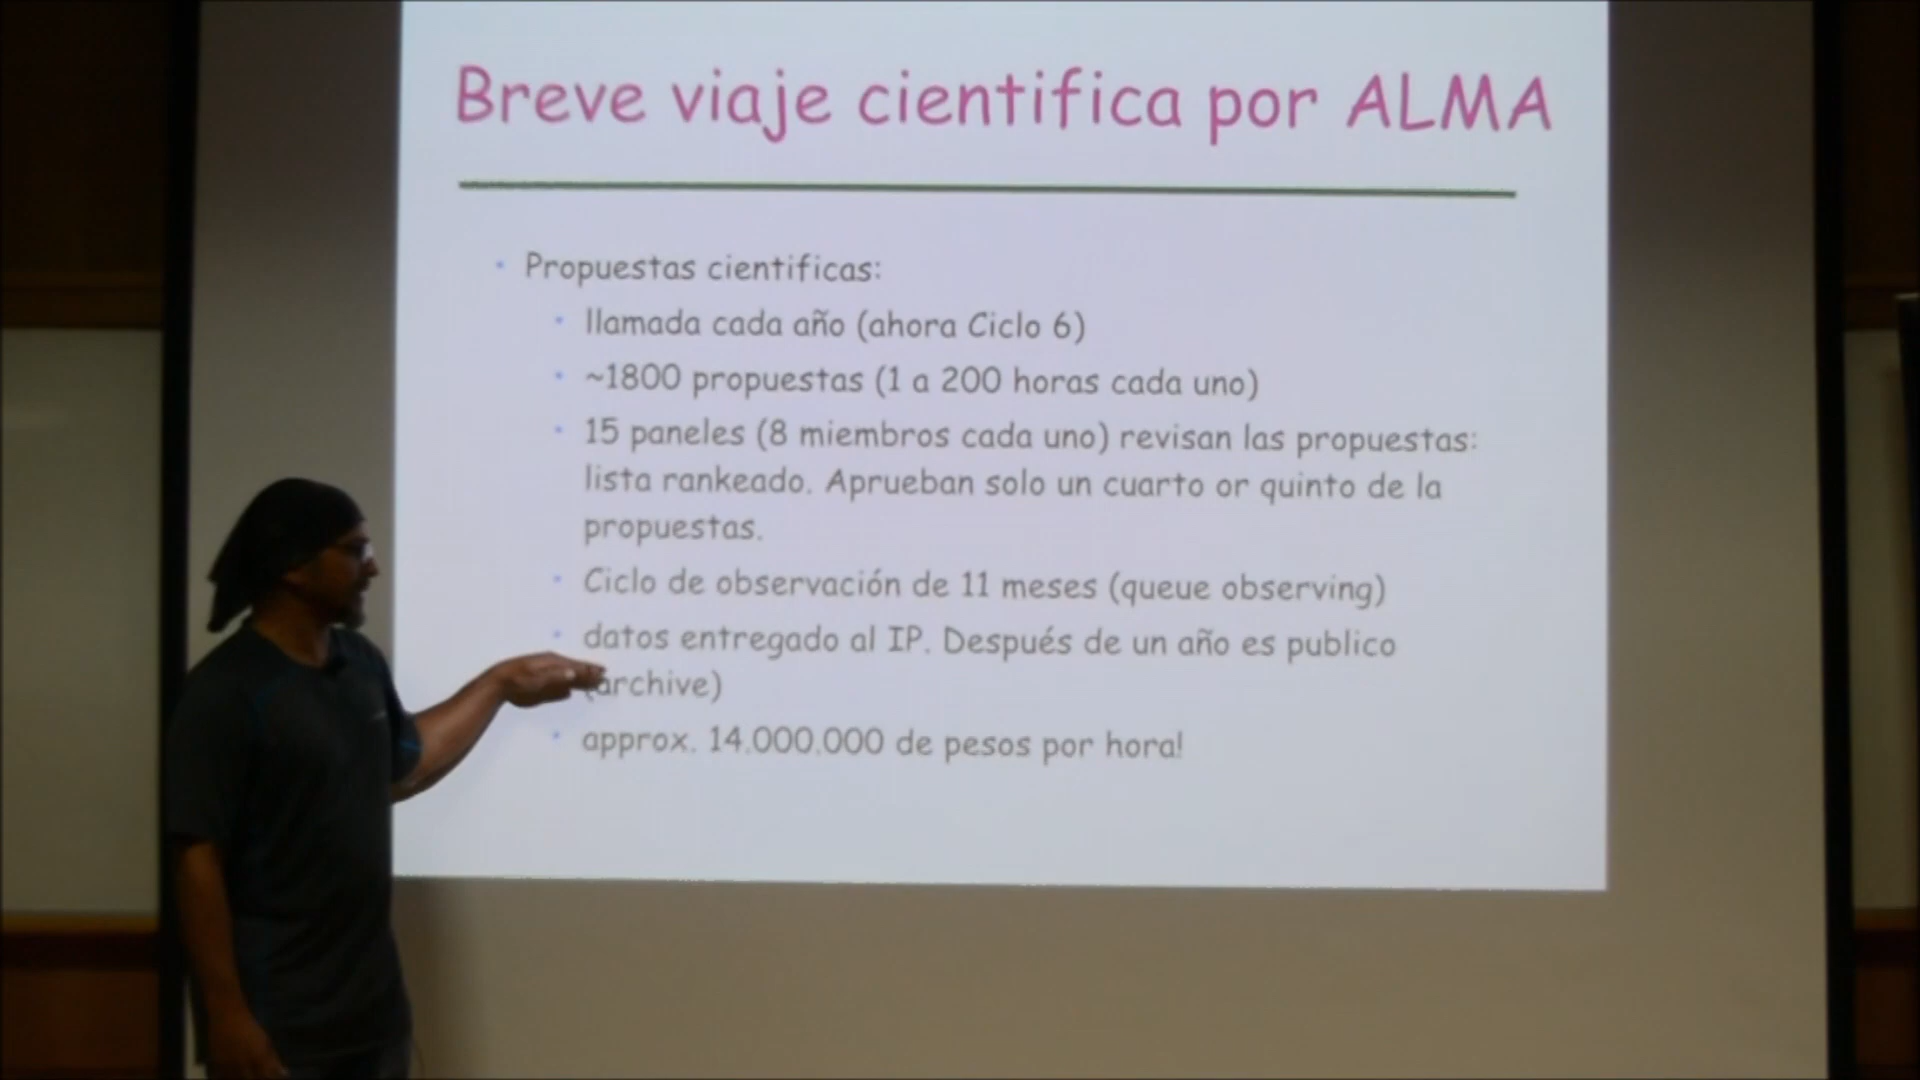 Breve viaje cientifica por ALMA
Propuestas cientificas:
llamada cada año (ahora Ciclo 6)
~1800 propuestas (1 a 200 horas cada uno)
15 paneles (8 miembros cada uno) revisan las propuestas:
lista rankeado. Aprueban solo un cuarto or quinto de la
propuestas.
Ciclo de observación de 11 meses (queue observing)
datos entregado al IP. Después de un año es publico
(archive)
approx. 14.000.000 de pesos por hora!